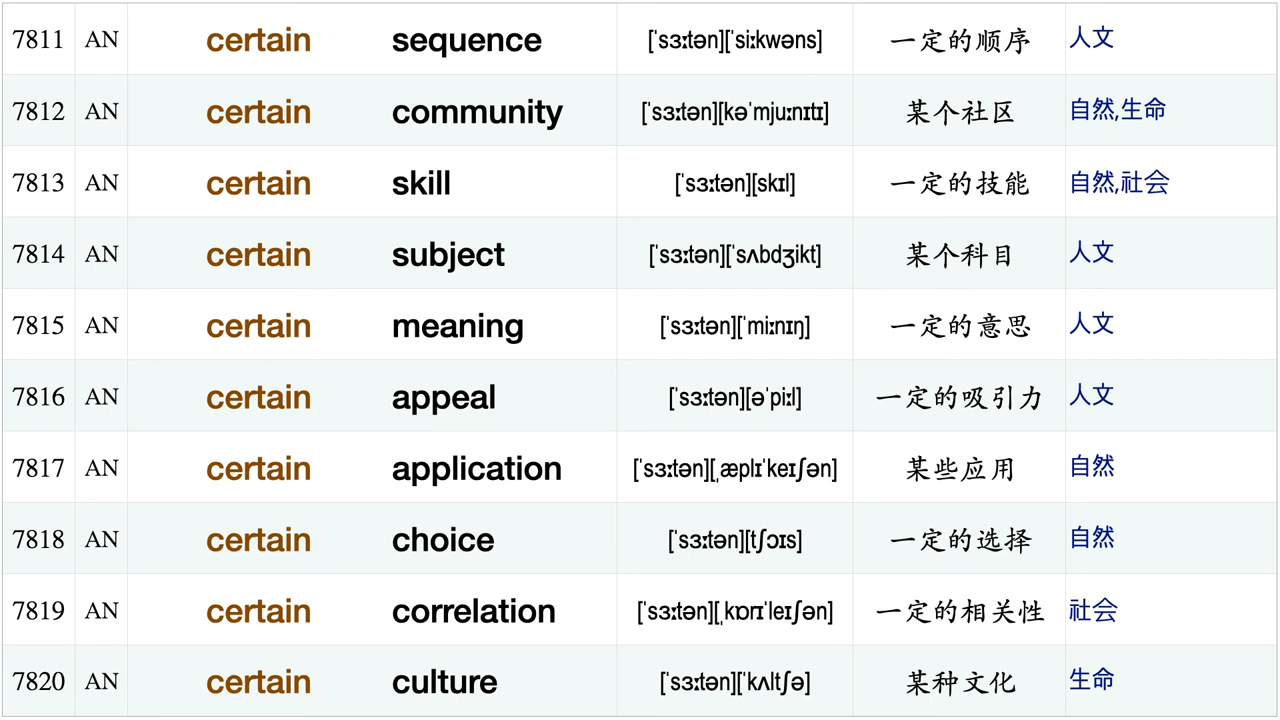 7811 AN certain sequence [ˈsɜːtən][ˈsiːkwəns] 一定的顺序 人文
7812 AN certain community [ˈsɜːtən][kəˈmjuːnɪtɪ] 某个社区 自然,生命
7813 AN certain skill [ˈsɜːtən][skɪl] 一定的技能 自然,社会
7814 AN certain subject [ˈsɜːtən][ˈsʌbdʒikt] 某个科目 人文
7815 AN certain meaning [ˈsɜːtən][ˈmiːnɪŋ] 一定的意思 人文
7816 AN certain appeal [ˈsɜːtən][əˈpiːl] 一定的吸引力 人文
7817 AN certain application [ˈsɜːtən][ˌæplɪˈkeɪʃən] 某些应用 自然
7818 AN certain choice [ˈsɜːtən][tʃɔɪs] 一定的选择 自然
7819 AN certain correlation [ˈsɜːtən][ˌkɒrɪˈleɪʃən] 一定的相关性 社会
7820 AN certain culture [ˈsɜːtən][ˈkʌltʃə] 某种文化 生命